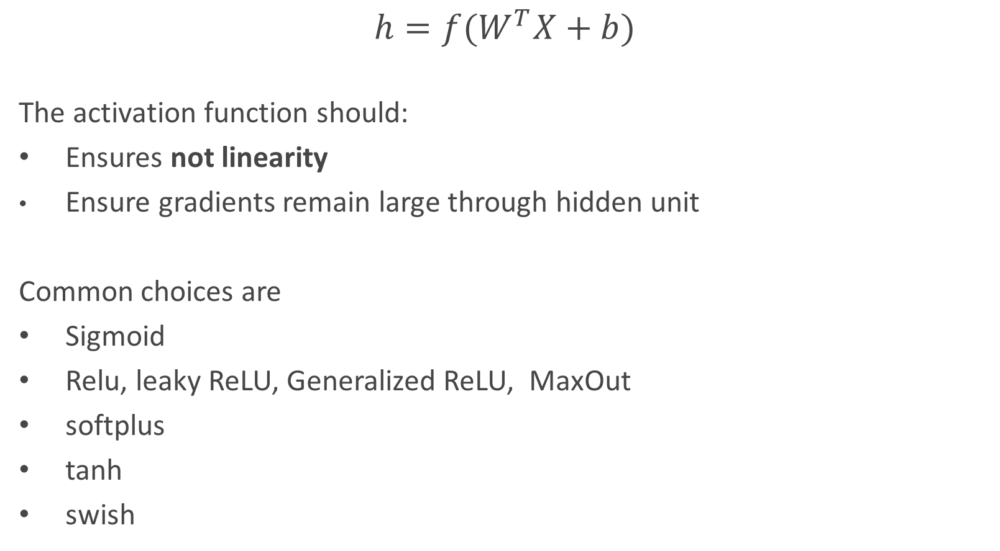 h = f(W^T X + b)
The activation function should:
• Ensures not linearity
• Ensure gradients remain large through hidden unit
Common choices are
• Sigmoid
• Relu, leaky ReLU, Generalized ReLU, MaxOut
• softplus
• tanh
• swish